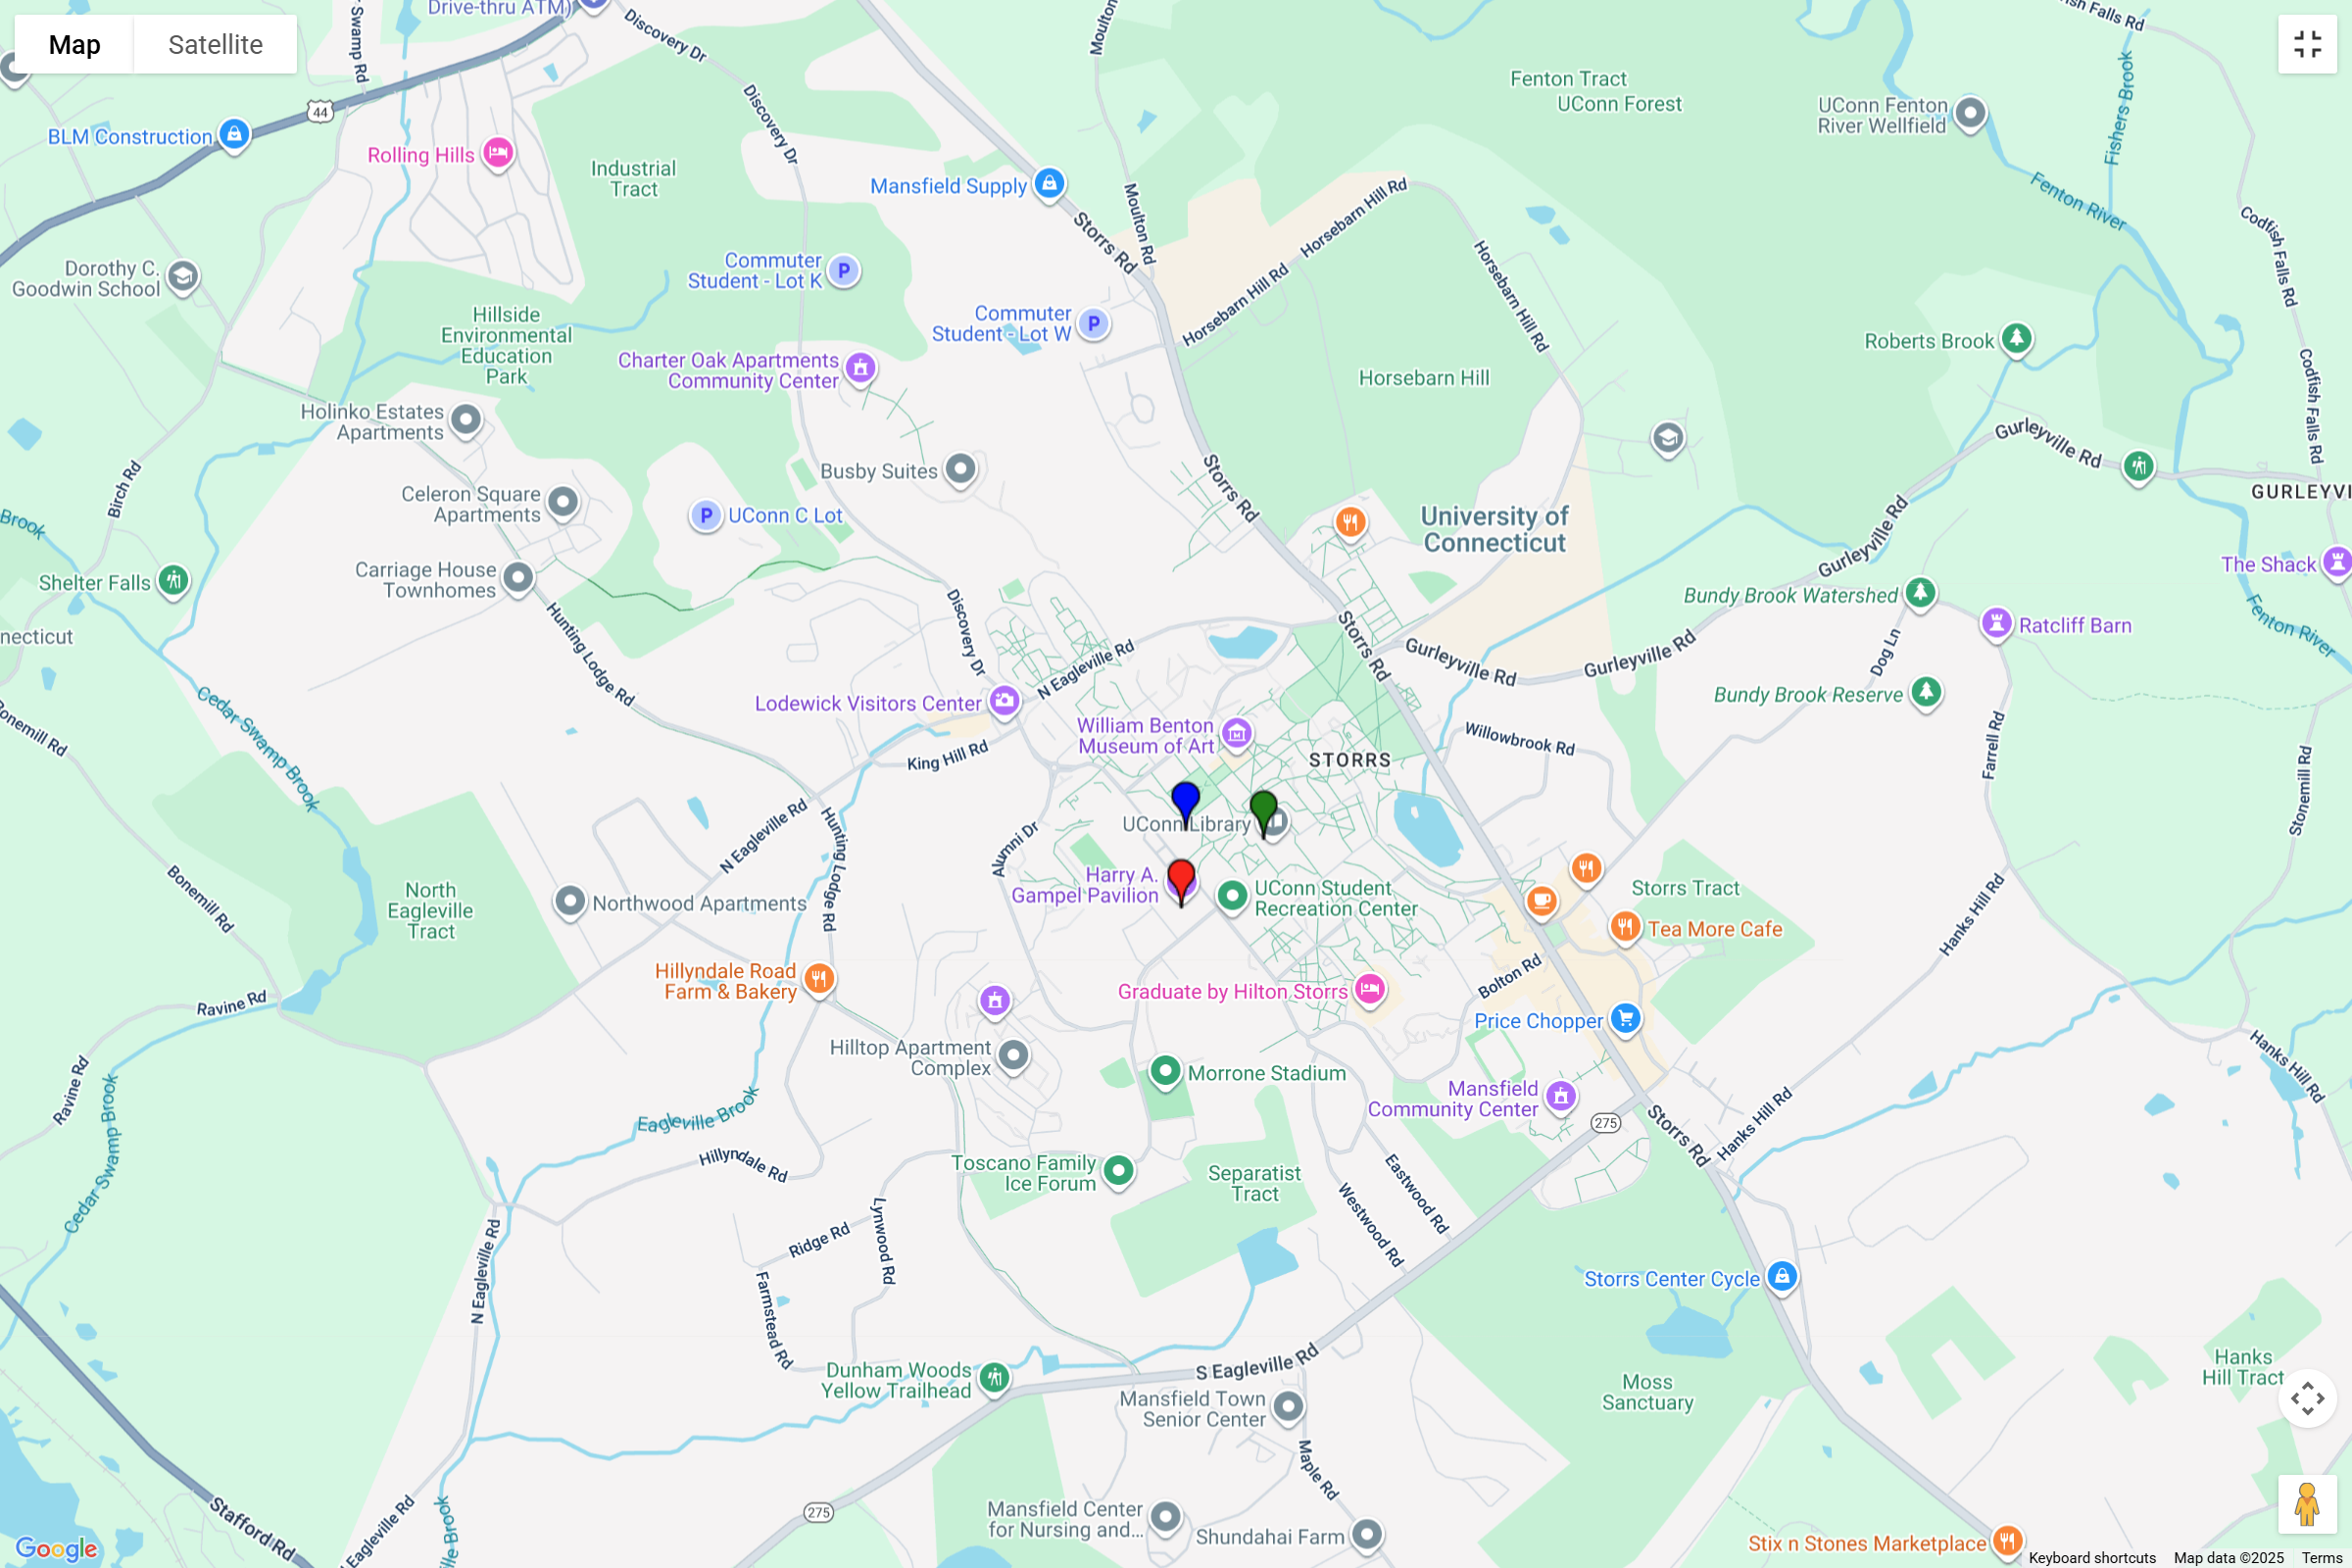 Drive-thru ATM)
Map
Satellite
Swamp Rd
Discovery Dr
Moulton
Falls Rd
44
BLM Construction
Rolling Hills
Industrial
Tract
Discovery Dr
Mansfield Supply
Moulton Rd
Storrs Rd
Horsebarn Hill Rd
Fenton Tract
UConn Forest
UConn Fenton
River Wellfield
Fishers Brook
Fenton River
Codfish Falls Rd
Dorothy C.
Goodwin School
Commuter
Student - Lot K
Commuter
Student - Lot W
Horsebarn Hill Rd
Horsebarn Hill Rd
Hillside
Environmental
Education
Park
Charter Oak Apartments
Community Center
Horsebarn Hill
Roberts Brook
Codfish Falls Rd
Holinko Estates
Apartments
Birch Rd
Busby Suites
Storrs Rd
Gurleyville Rd
GURLEYVI
Celeron Square
Apartments
UConn C Lot
University of
Connecticut
Gurleyville Rd
Brook
Shelter Falls
Carriage House
Townhomes
The Shack
Bundy Brook Watershed
Ratcliff Barn
Fenton River
necticut
Hunting Lodge Rd
Discovery Dr
N Eagleville Rd
Storrs Rd
Gurleyville Rd
Gurleyville Rd
Dog Ln
Bundy Brook Reserve
Cedar Swamp Brook
Bonemill Rd
Lodewick Visitors Center
King Hill Rd
William Benton
Museum of Art
STORRS
Willowbrook Rd
Farrell Rd
Stonemill Rd
N Eagleville Rd
Hunting Lodge Rd
Alumni Dr
UConn Library
Bonemill Rd
North
Eagleville
Tract
Northwood Apartments
Harry A.
Gampel Pavilion
UConn Student
Recreation Center
Storrs Tract
Tea More Cafe
Hanks Hill Rd
Hillyndale Road
Farm & Bakery
Graduate by Hilton Storrs
Bolton Rd
Price Chopper
Ravine Rd
Ravine Rd
Hilltop Apartment
Complex
Morrone Stadium
Mansfield
Community Center
275
Storrs Rd
Hanks Hill Rd
Hanks Hill Rd
Cedar Swamp Brook
Eagleville Brook
Hillyndale Rd
Toscano Family
Ice Forum
Separatist
Tract
Eastwood Rd
Westwood Rd
N Eagleville Rd
Ridge Rd
Lynwood Rd
Farmstead Rd
Storrs Center Cycle
Dunham Woods
Yellow Trailhead
S Eagleville Rd
Mansfield Town
Senior Center
Moss
Sanctuary
Hanks
Hill Tract
Maple Rd
Stafford Rd
Eagleville Rd
ville Brook
275
Mansfield Center
for Nursing and...
Shundahai Farm
Stix n Stones Marketplace
Google
Keyboard shortcuts
Map data ©2025
Terms